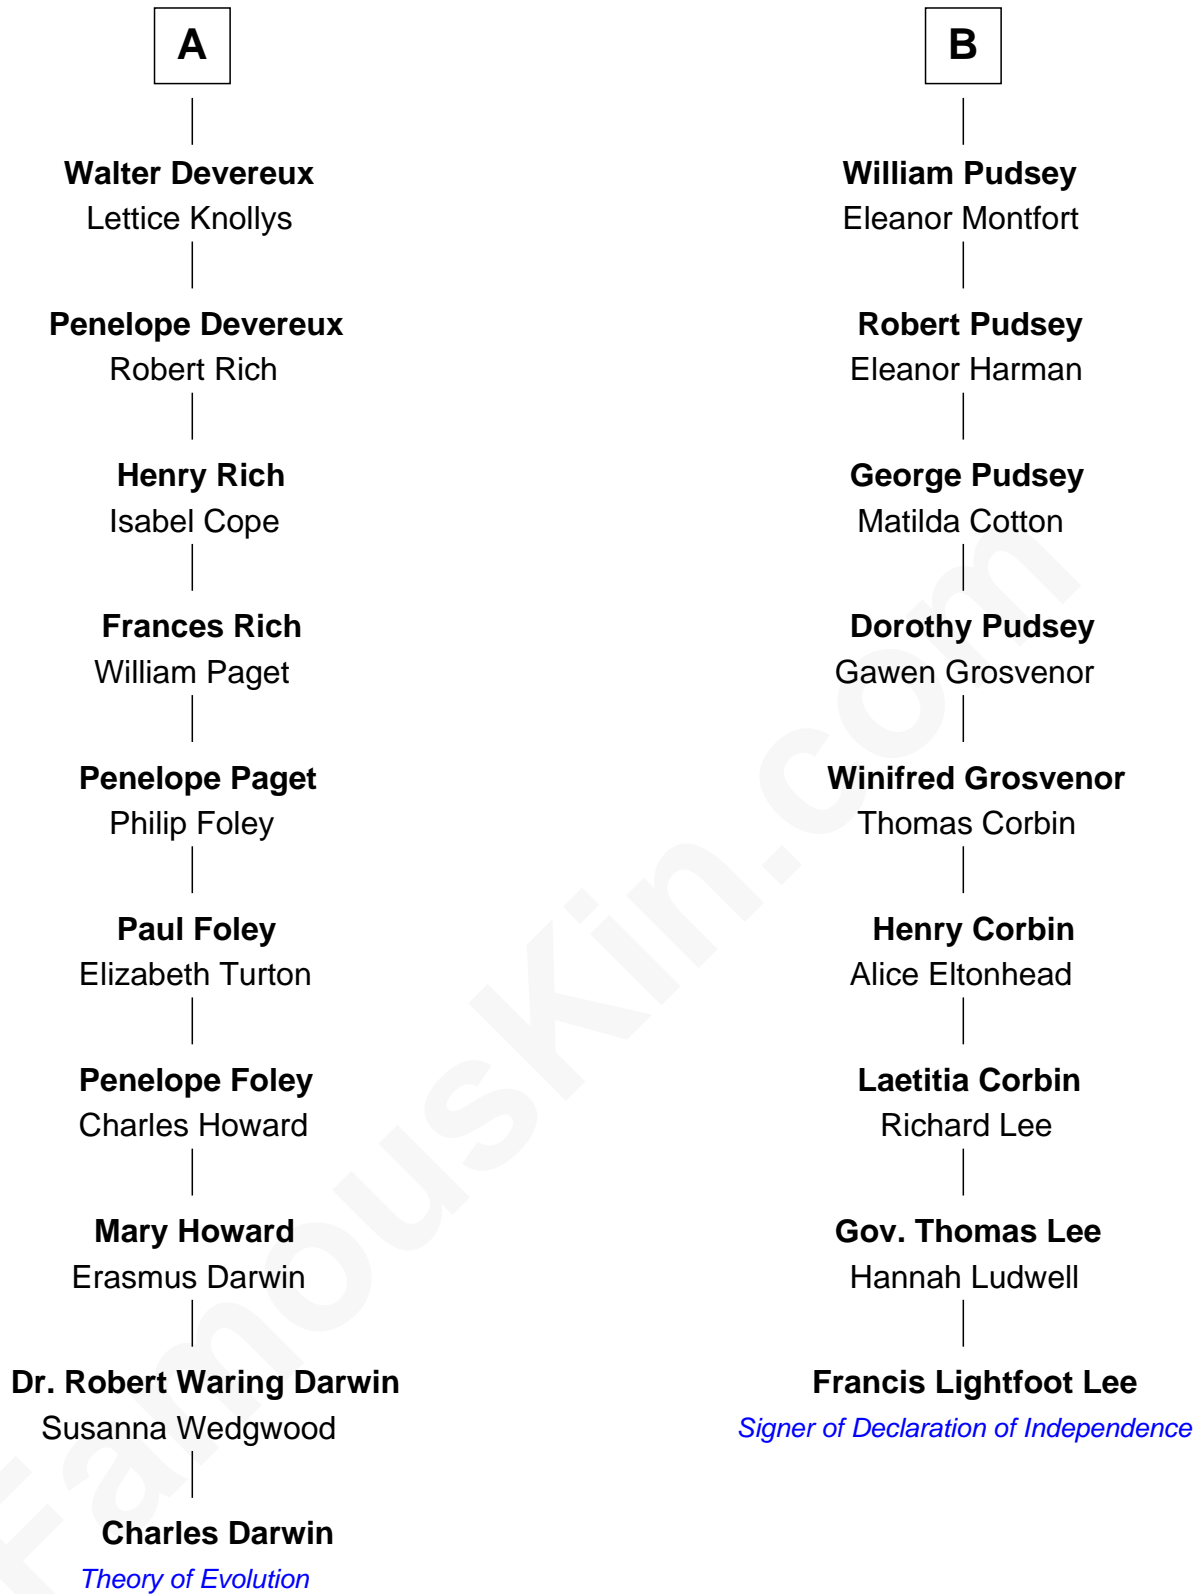 A
Walter Devereux
Lettice Knollys
Penelope Devereux
Robert Rich
Henry Rich
Isabel Cope
Frances Rich
William Paget
Penelope Paget
Philip Foley
Paul Foley
Elizabeth Turton
Penelope Foley
Charles Howard
Mary Howard
Erasmus Darwin
Dr. Robert Waring Darwin
Susanna Wedgwood
Charles Darwin
Theory of Evolution
B
William Pudsey
Eleanor Montfort
Robert Pudsey
Eleanor Harman
George Pudsey
Matilda Cotton
Dorothy Pudsey
Gawen Grosvenor
Winifred Grosvenor
Thomas Corbin
Henry Corbin
Alice Eltonhead
Laetitia Corbin
Richard Lee
Gov. Thomas Lee
Hannah Ludwell
Francis Lightfoot Lee
Signer of Declaration of Independence
FamousKin.com